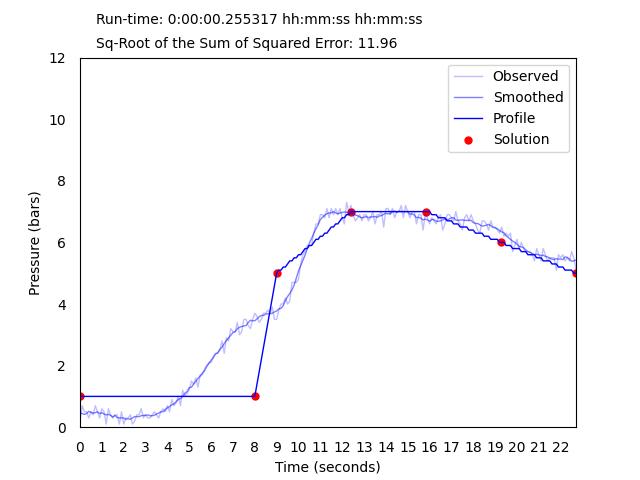 Run-time: 0:00:00.255317 hh:mm:ss hh:mm:ss
Sq-Root of the Sum of Squared Error: 11.96
Observed
Smoothed
Profile
Solution
Pressure (bars)
12
10
8
6
4
2
0
0 1 2 3 4 5 6 7 8 9 10 11 12 13 14 15 16 17 18 19 20 21 22
Time (seconds)